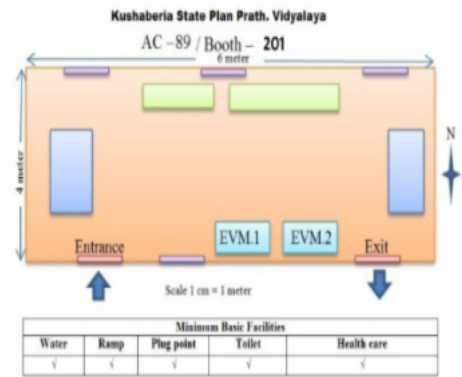 Kushaberia State Plan Prath. Vidyalaya
AC -89 / Booth - 201
6 meter
4 meter
N
EVM.1 EVM.2
Entrance Exit
Scale 1 cm = 1 meter
Minimum Basic Facilities
Water Ramp Plug point Toilet Health care
√ √ √ √ √